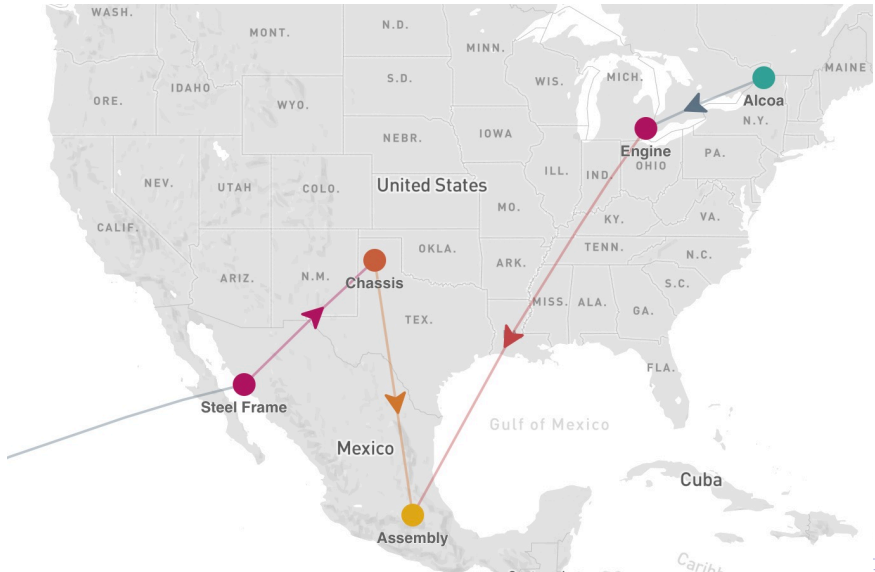 WASH.
MONT.
N.D.
MINN.
ORE.
IDAHO
S.D.
WIS.
MICH.
MAINE
WYO.
Alcoa
N.Y.
NEBR.
IOWA
Engine
PA.
NEV.
UTAH
COLO.
United States
ILL.
IND.
OHIO
MO.
KY.
VA.
CALIF.
OKLA.
TENN.
N.C.
ARIZ.
N.M.
Chassis
ARK.
S.C.
MISS.
ALA.
GA.
TEX.
FLA.
Steel Frame
Gulf of Mexico
Mexico
Cuba
Assembly